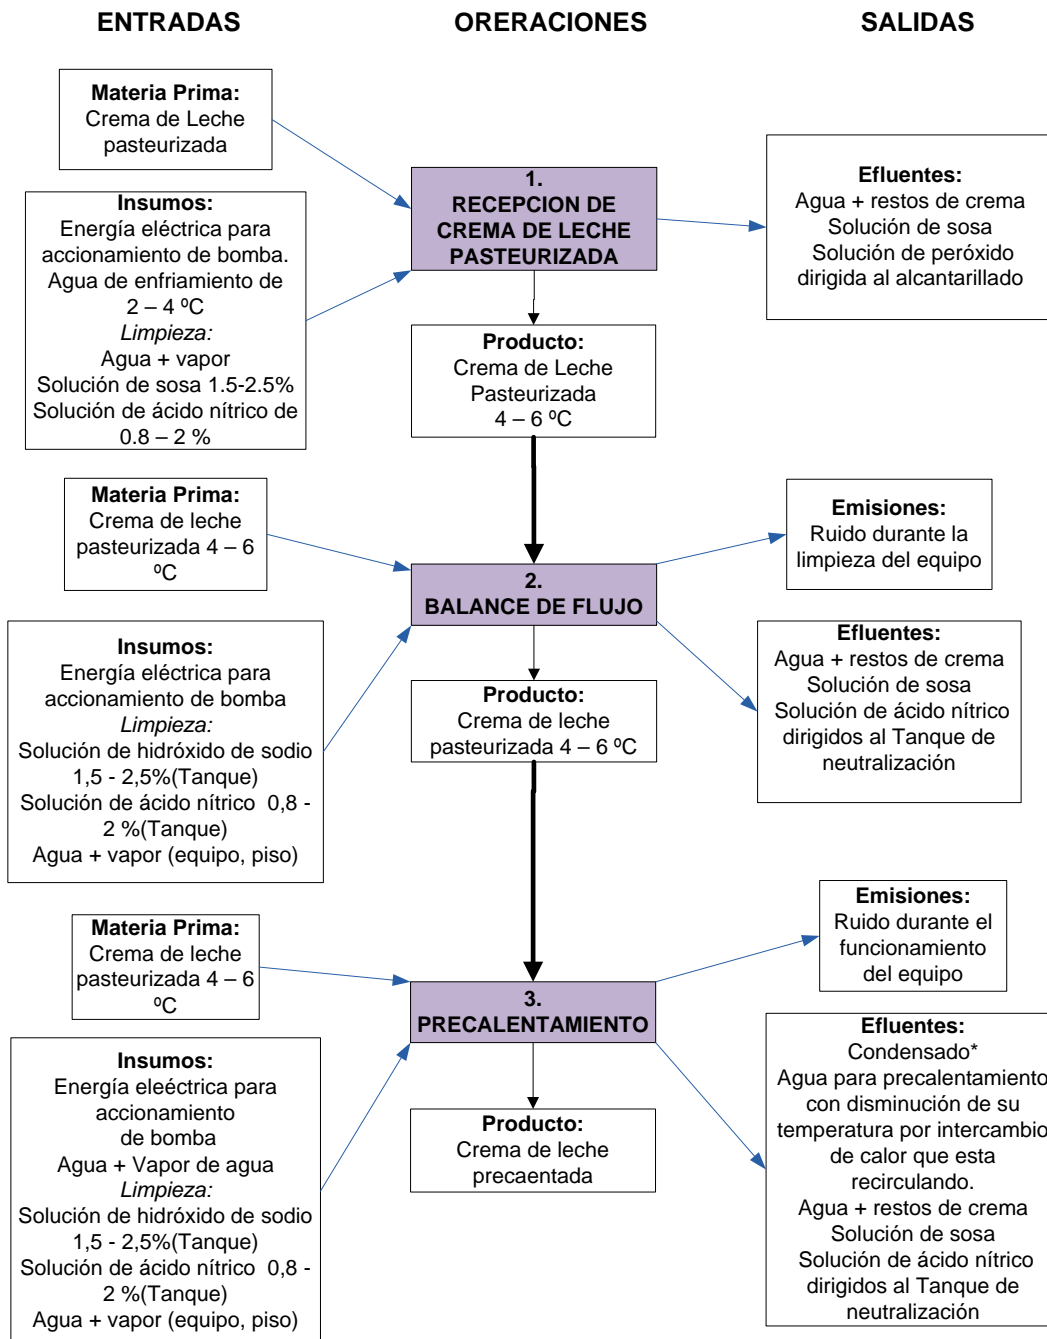 ENTRADAS
ORERACIONES
SALIDAS
Materia Prima:
Crema de Leche
pasteurizada
Insumos:
Energía eléctrica para
accionamiento de bomba.
Agua de enfriamiento de
2 – 4 ºC
Limpieza:
Agua + vapor
Solución de sosa 1.5-2.5%
Solución de ácido nítrico de
0.8 – 2 %
1.
RECEPCION DE
CREMA DE LECHE
PASTEURIZADA
Efluentes:
Agua + restos de crema
Solución de sosa
Solución de peróxido
dirigida al alcantarillado
Producto:
Crema de Leche
Pasteurizada
4 – 6 ºC
Materia Prima:
Crema de leche
pasteurizada 4 – 6
ºC
Insumos:
Energía eléctrica para
accionamiento de bomba
Limpieza:
Solución de hidróxido de sodio
1,5 - 2,5%(Tanque)
Solución de ácido nítrico  0,8 -
2 %(Tanque)
Agua + vapor (equipo, piso)
2.
BALANCE DE FLUJO
Emisiones:
Ruido durante la
limpieza del equipo
Efluentes:
Agua + restos de crema
Solución de sosa
Solución de ácido nítrico
dirigidos al Tanque de
neutralización
Producto:
Crema de leche
pasteurizada 4 – 6 ºC
Materia Prima:
Crema de leche
pasteurizada 4 – 6
ºC
Insumos:
Energía eleéctrica para
accionamiento
de bomba
Agua + Vapor de agua
Limpieza:
Solución de hidróxido de sodio
1,5 - 2,5%(Tanque)
Solución de ácido nítrico  0,8 -
2 %(Tanque)
Agua + vapor (equipo, piso)
3.
PRECALENTAMIENTO
Emisiones:
Ruido durante el
funcionamiento
del equipo
Efluentes:
Condensado*
Agua para precalentamiento
con disminución de su
temperatura por intercambio
de calor que esta
recirculando.
Agua + restos de crema
Solución de sosa
Solución de ácido nítrico
dirigidos al Tanque de
neutralización
Producto:
Crema de leche
precaentada